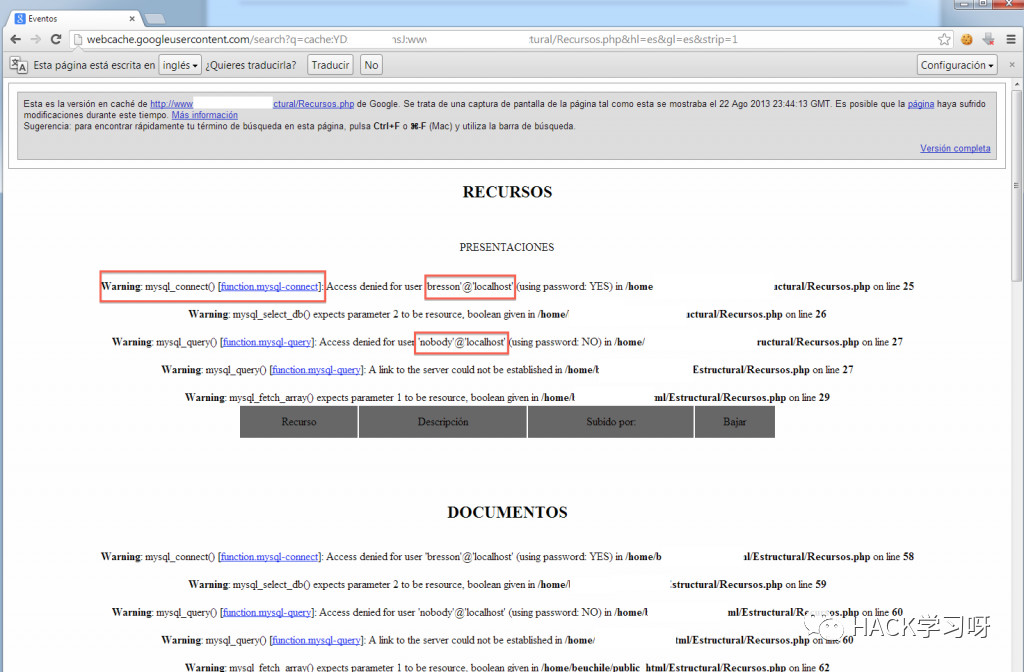 Eventos
webcache.googleusercontent.com/search?q=cache:YD nsJ:www tural/Recursos.php&hl=es&gl=es&strip=1
Esta página está escrita en inglés ¿Quieres traducirla? Traducir No Configuración
Esta es la versión en caché de http://www ctural/Recursos.php de Google. Se trata de una captura de pantalla de la página tal como esta se mostraba el 22 Ago 2013 23:44:13 GMT. Es posible que la página haya sufrido
modificaciones durante este tiempo. Más información
Sugerencia: para encontrar rápidamente tu término de búsqueda en esta página, pulsa Ctrl+F o ⌘-F (Mac) y utiliza la barra de búsqueda.
Versión completa
RECURSOS
PRESENTACIONES
Warning: mysql_connect() [function.mysql-connect]: Access denied for user 'bresson'@'localhost' (using password: YES) in /home uctural/Recursos.php on line 25
Warning: mysql_select_db() expects parameter 2 to be resource, boolean given in /home/ uctural/Recursos.php on line 26
Warning: mysql_query() [function.mysql-query]: Access denied for user 'nobody'@'localhost' (using password: NO) in /home/ ructural/Recursos.php on line 27
Warning: mysql_query() [function.mysql-query]: A link to the server could not be established in /home/b Estructural/Recursos.php on line 27
Warning: mysql_fetch_array() expects parameter 1 to be resource, boolean given in /home/b ml/Estructural/Recursos.php on line 29
Recurso Descripción Subido por: Bajar
DOCUMENTOS
Warning: mysql_connect() [function.mysql-connect]: Access denied for user 'bresson'@'localhost' (using password: YES) in /home/b l/Estructural/Recursos.php on line 58
Warning: mysql_select_db() expects parameter 2 to be resource, boolean given in /home/ structural/Recursos.php on line 59
Warning: mysql_query() [function.mysql-query]: Access denied for user 'nobody'@'localhost' (using password: NO) in /home/b ml/Estructural/Recursos.php on line 60
Warning: mysql_query() [function.mysql-query]: A link to the server could not be established in /home/ tml/Estructural/Recursos.php on line 60
Warning: mysql_fetch_array() expects parameter 1 to be resource, boolean given in /home/beuchile/public_html/Estructural/Recursos.php on line 62
HACK学习呀